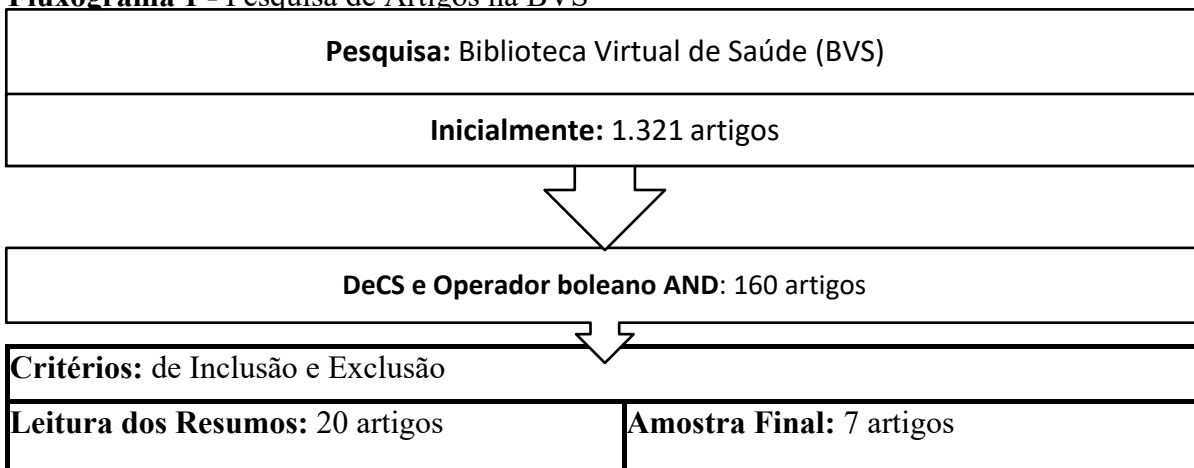 Fluxograma 1 - Pesquisa de Artigos na BVS
Pesquisa: Biblioteca Virtual de Saúde (BVS)
Inicialmente: 1.321 artigos
DeCS e Operador boleano AND: 160 artigos
Critérios: de Inclusão e Exclusão
Leitura dos Resumos: 20 artigos
Amostra Final: 7 artigos